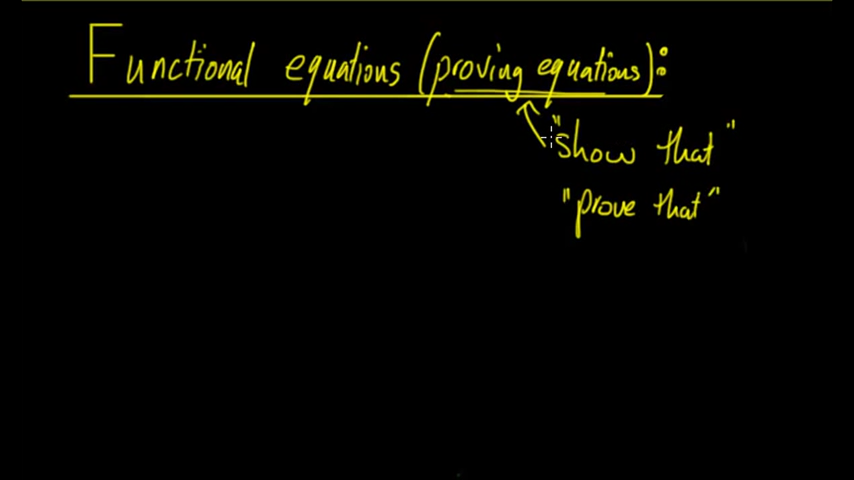 Functional equations (proving equations):
"show that"
"prove that"